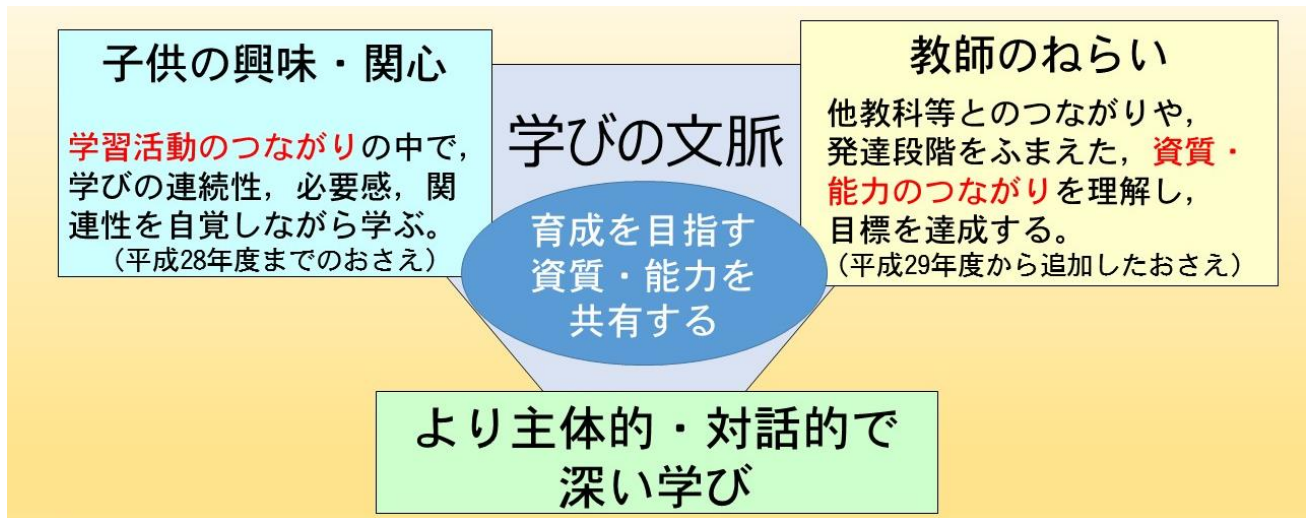 子供の興味・関心
学習活動のつながりの中で，
学びの連続性，必要感，関
連性を自覚しながら学ぶ。
（平成28年度までのおさえ）
学びの文脈
育成を目指す
資質・能力を
共有する
教師のねらい
他教科等とのつながりや，
発達段階をふまえた，資質・
能力のつながりを理解し，
目標を達成する。
（平成29年度から追加したおさえ）
より主体的・対話的で
深い学び